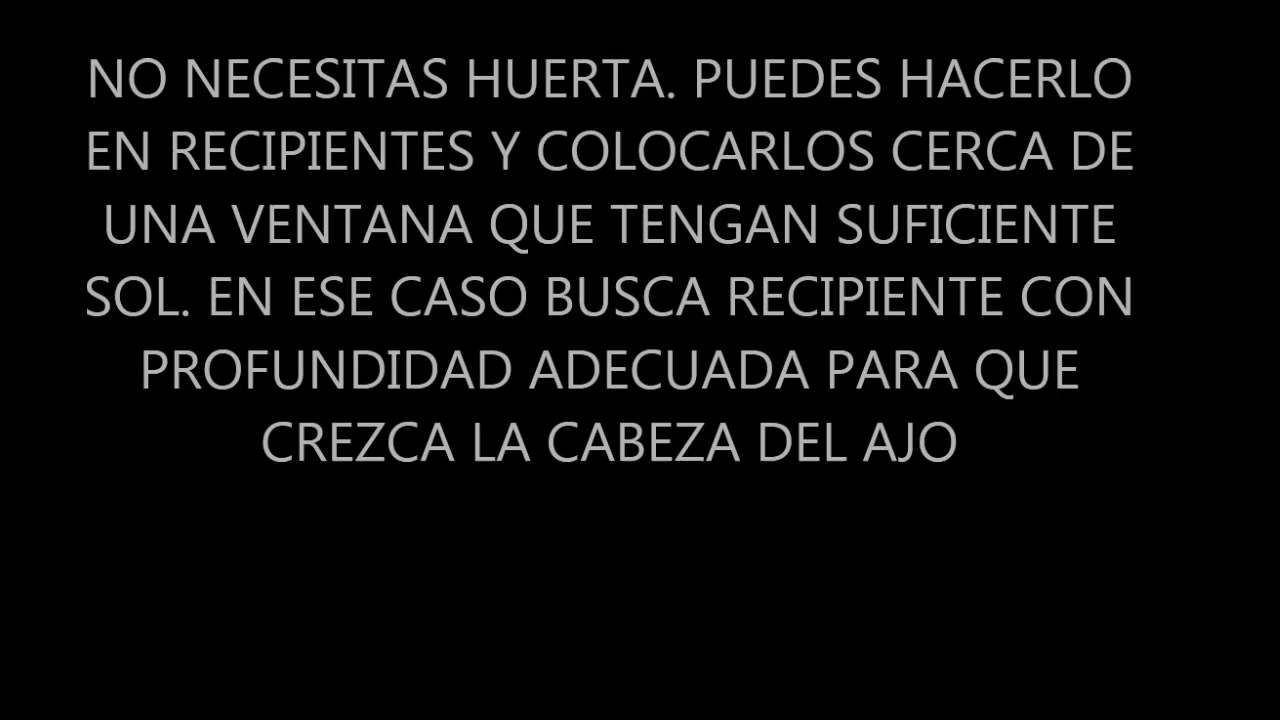 NO NECESITAS HUERTA. PUEDES HACERLO
EN RECIPIENTES Y COLOCARLOS CERCA DE
UNA VENTANA QUE TENGAN SUFICIENTE
SOL. EN ESE CASO BUSCA RECIPIENTE CON
PROFUNDIDAD ADECUADA PARA QUE
CREZCA LA CABEZA DEL AJO